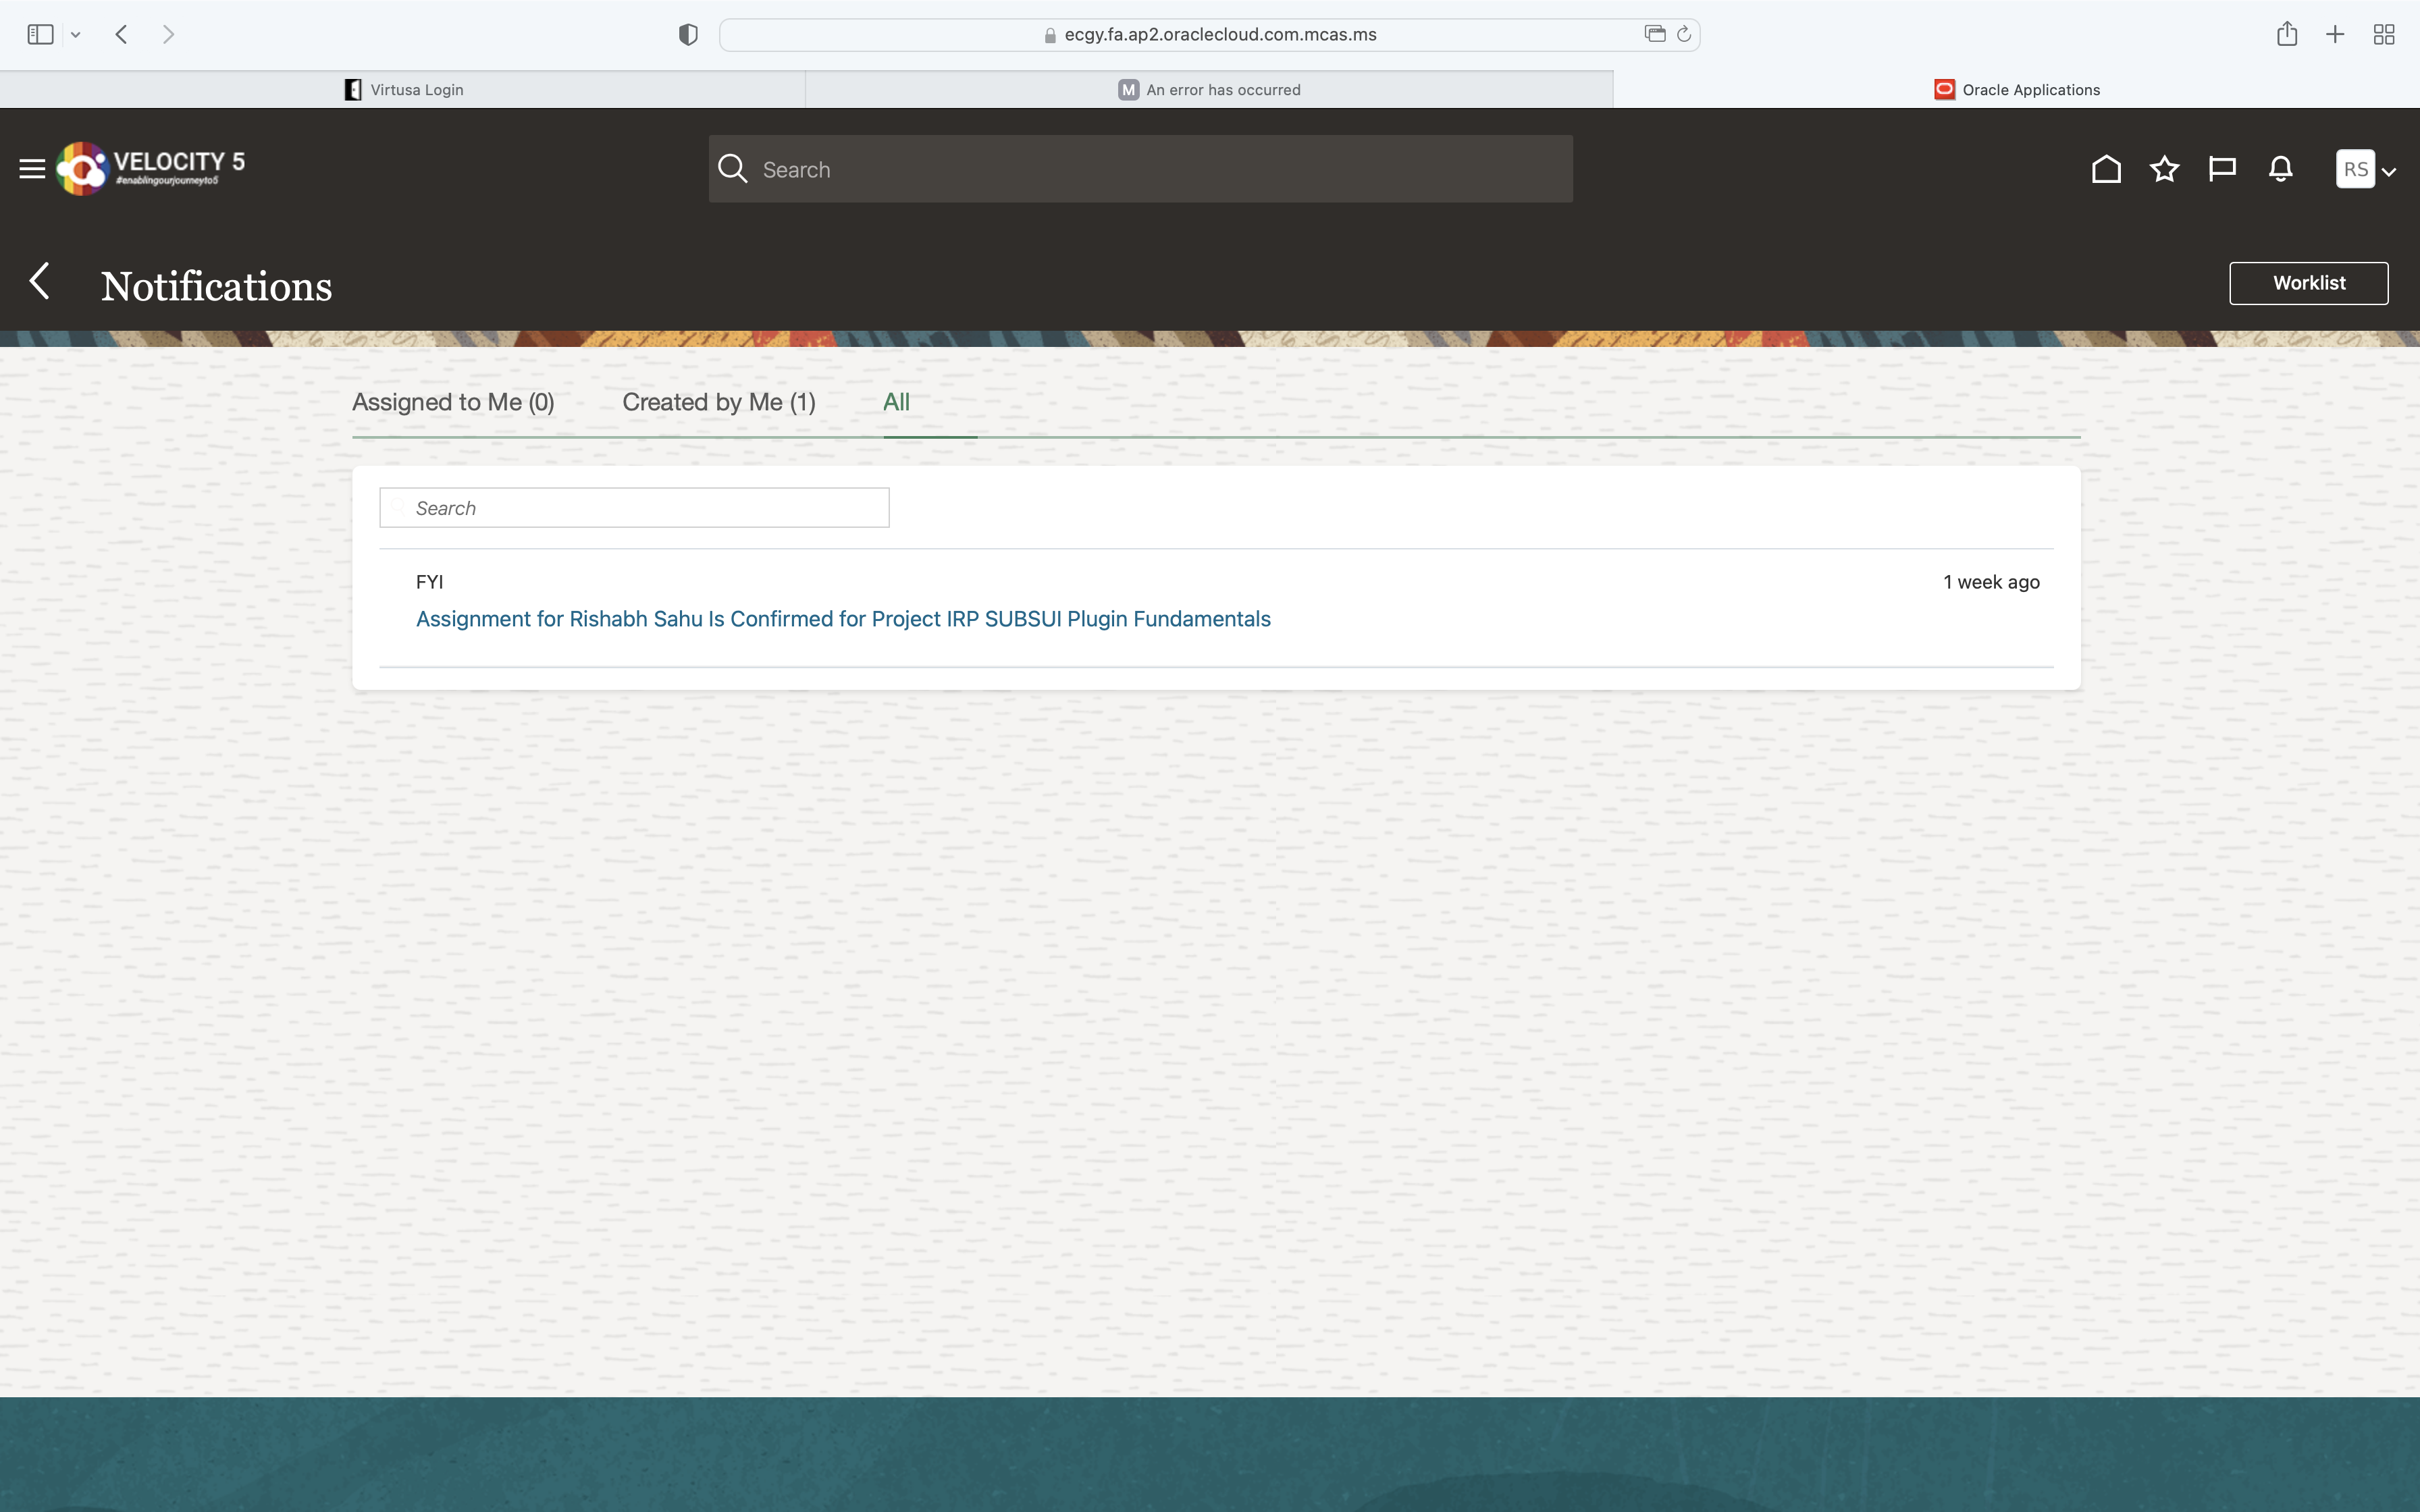 ecgy.fa.ap2.oraclecloud.com.mcas.ms
Virtusa Login
M An error has occurred
Oracle Applications
VELOCITY 5
#enablingourjourneyto5
Search
RS
Notifications
Worklist
Assigned to Me (0)
Created by Me (1)
All
Search
FYI
1 week ago
Assignment for Rishabh Sahu Is Confirmed for Project IRP SUBSUI Plugin Fundamentals